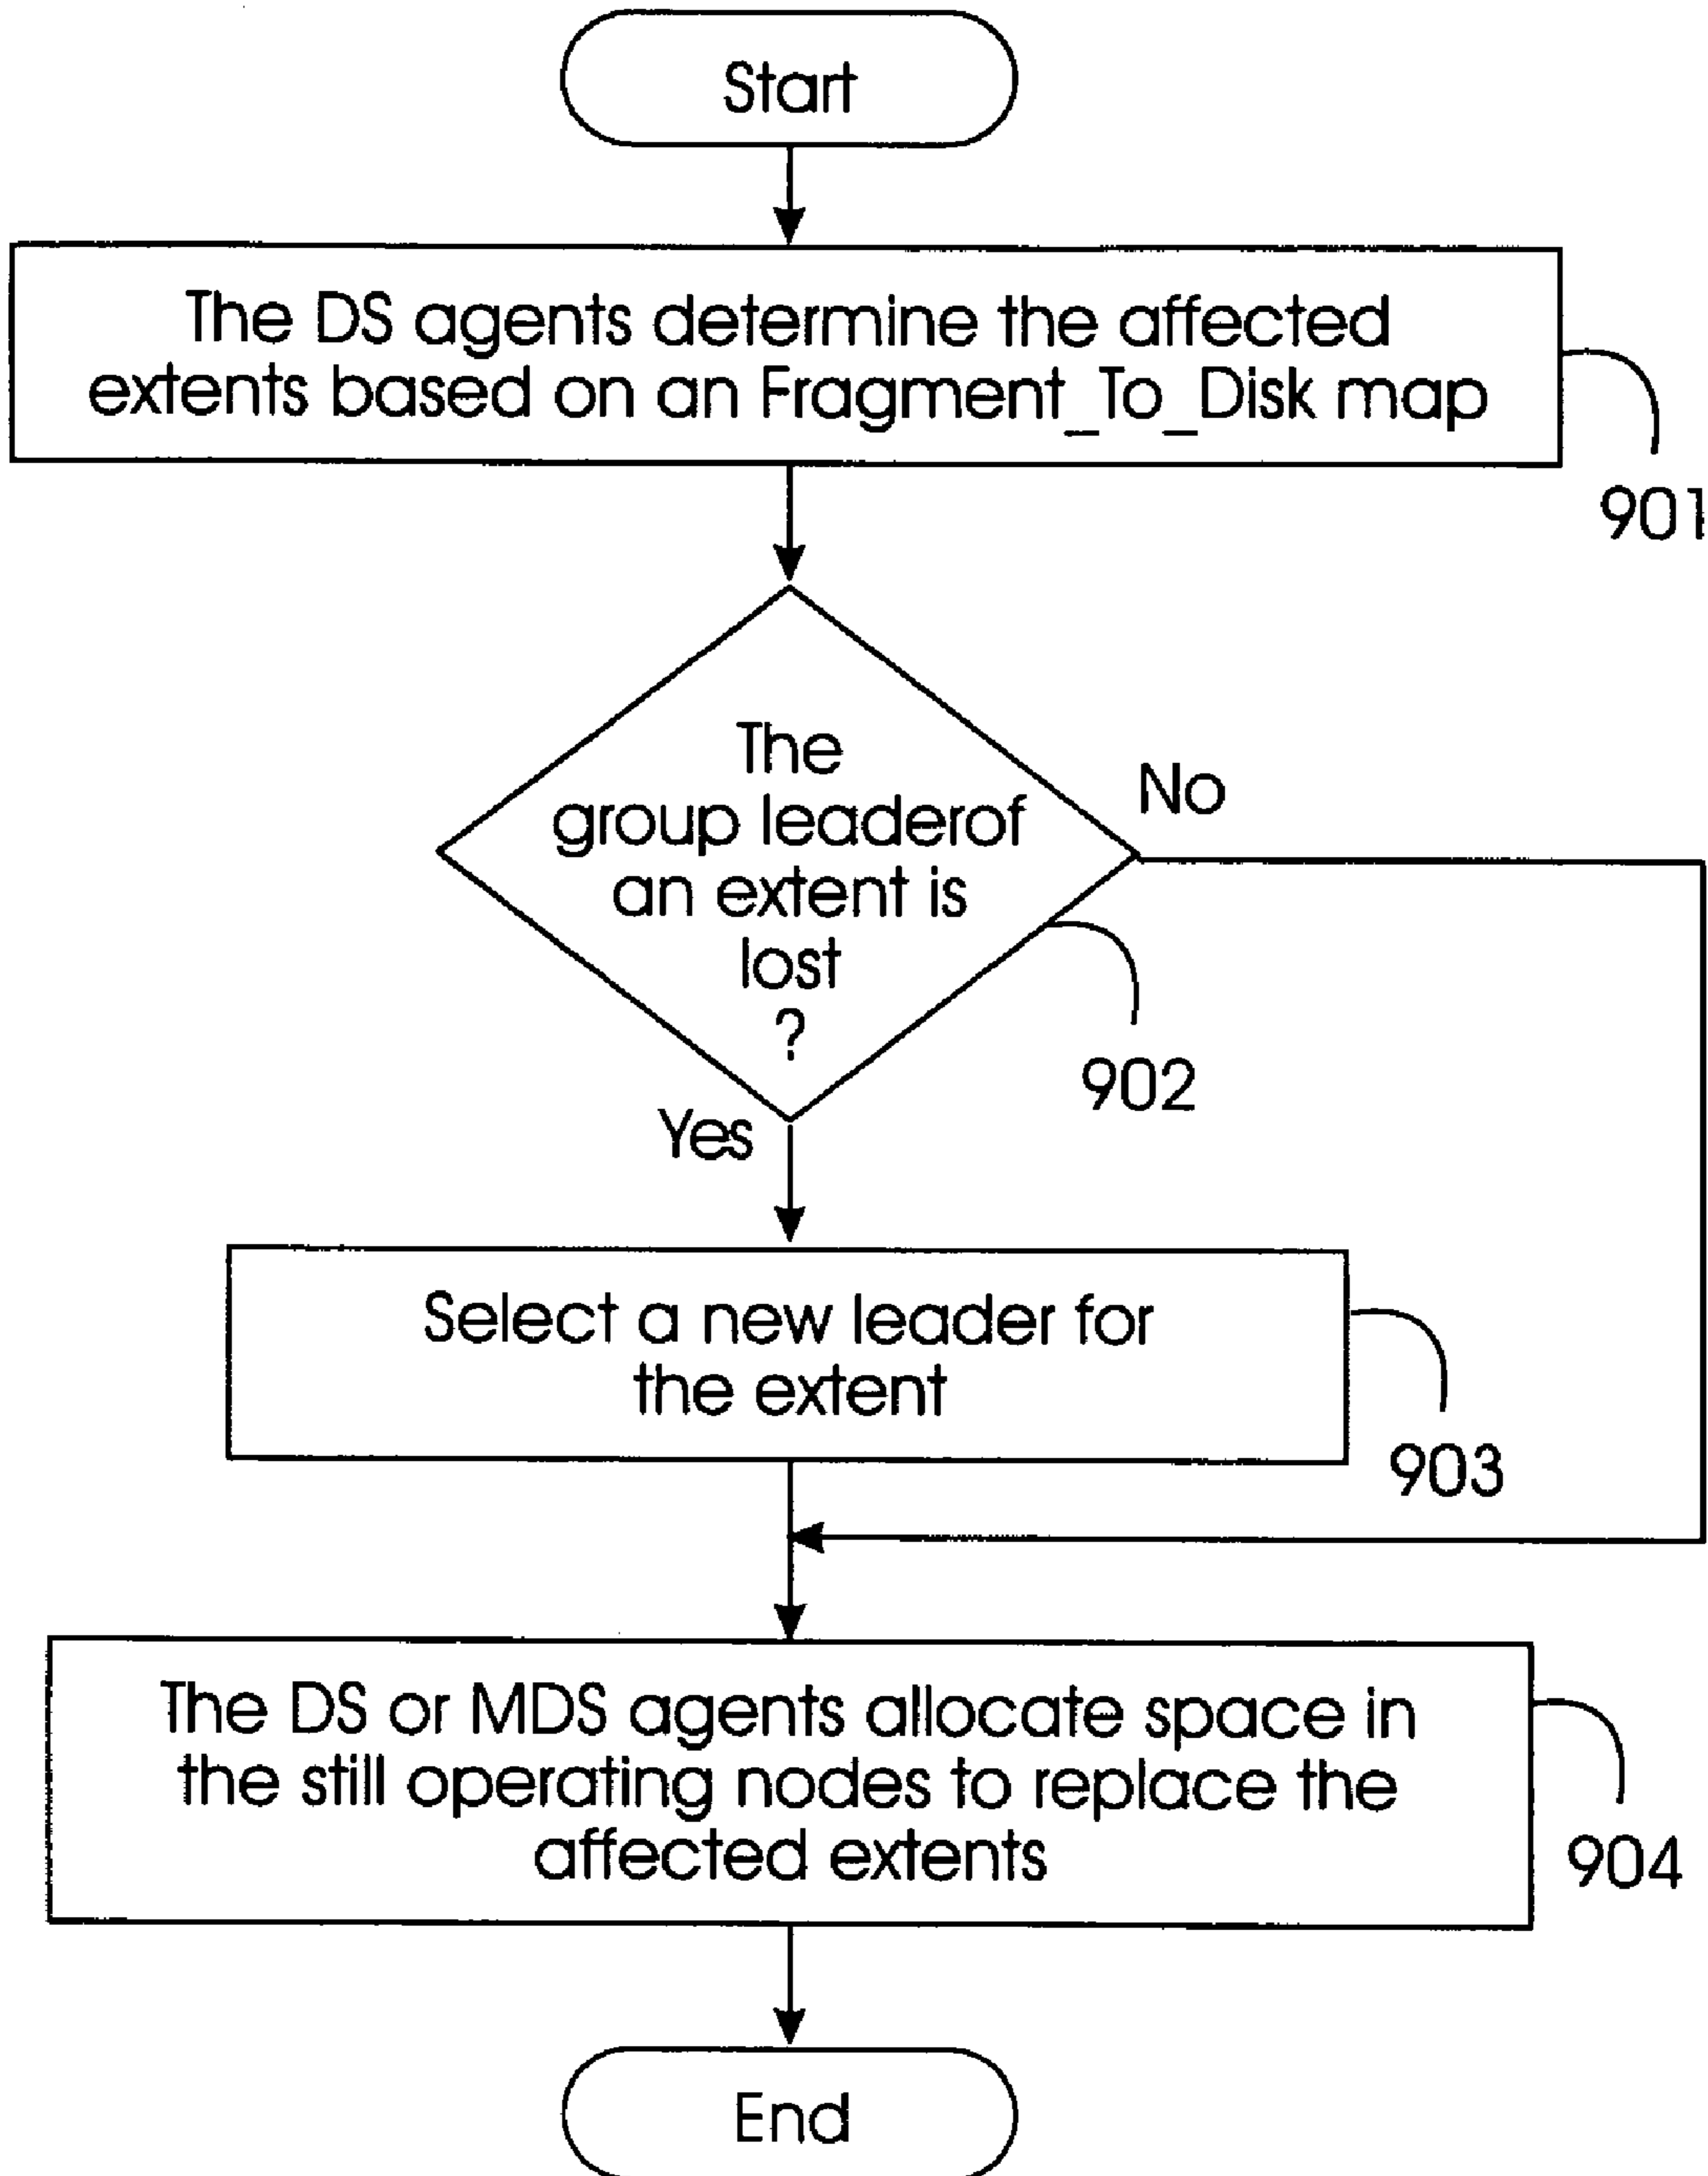 Start
The DS agents determine the affected
extents based on an Fragment_To_Disk map
901
The
group leaderof
an extent is
lost
?
No
902
Yes
Select a new leader for
the extent
903
The DS or MDS agents allocate space in
the still operating nodes to replace the
affected extents
904
End